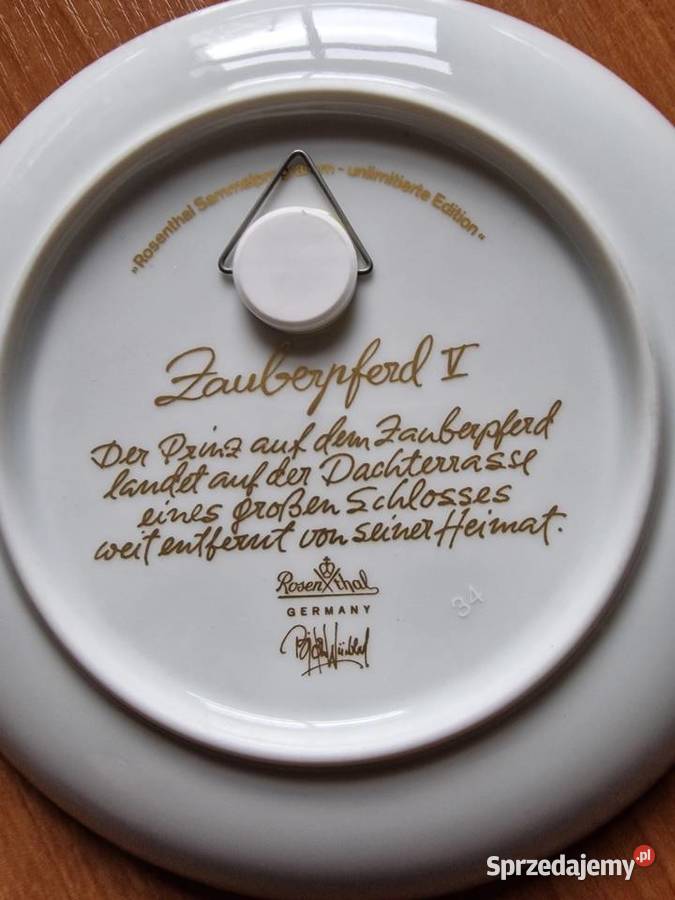 "Rosenthal - unlimitierte Edition"
Zauberpferd V
Der Prinz auf dem Zauberpferd
landet auf der Dachterrasse
eines großen Schlosses
weit entfernt von seiner Heimat.
Rosenthal
GERMANY
34
Sprzedajemy.pl